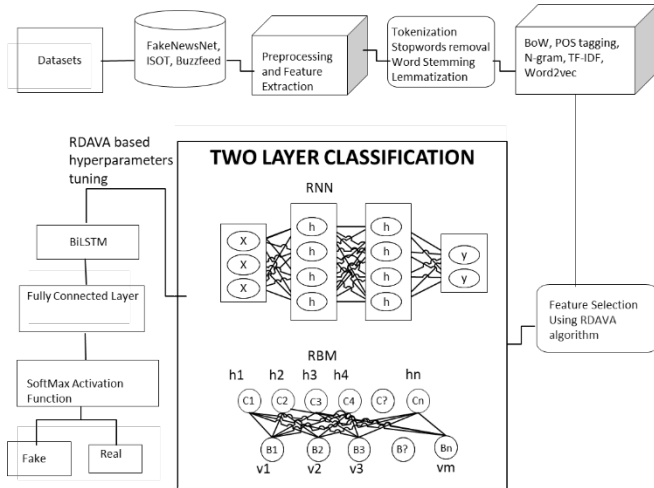 Datasets
FakeNewsNet,
ISOT, Buzzfeed
Preprocessing
and Feature
Extraction
Tokenization
Stopwords removal
Word Stemming
Lemmatization
BoW, POS tagging,
N-gram, TF-IDF,
Word2vec
RDAVA based
hyperparameters
tuning
BiLSTM
Fully Connected Layer
SoftMax Activation
Function
Fake
Real
TWO LAYER CLASSIFICATION
RNN
X
X
X
h
h
h
h
h
h
h
h
y
y
RBM
h1 h2 h3 h4 hn
C1 C2 C3 C4 C? Cn
B1 B2 B3 B? Bn
v1 v2 v3 vm
Feature Selection
Using RDAVA
algorithm